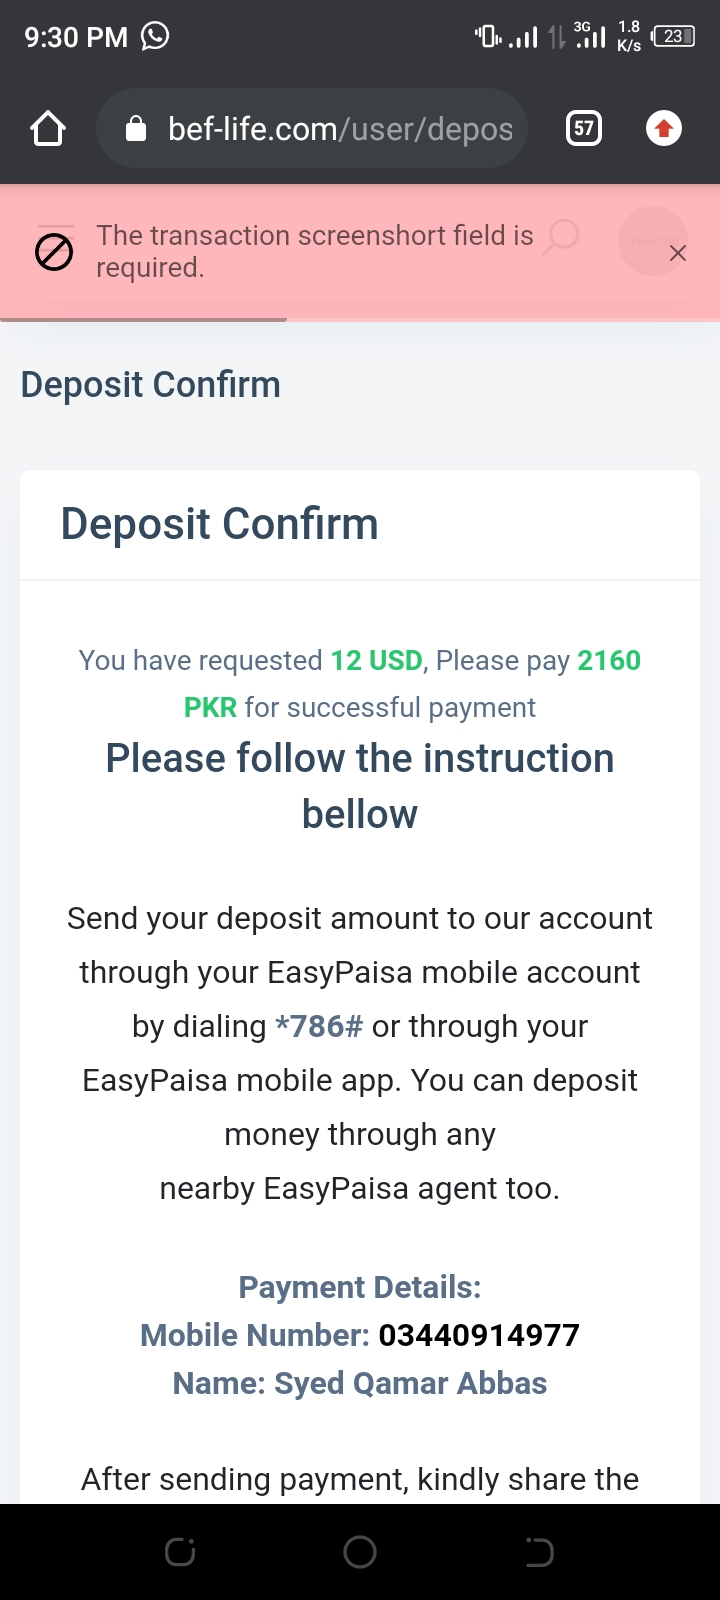 9:30 PM
3G
1.8
K/s
23
bef-life.com/user/depos
57
The transaction screenshort field is
required.
Deposit Confirm
Deposit Confirm
You have requested 12 USD, Please pay 2160
PKR for successful payment
Please follow the instruction
bellow
Send your deposit amount to our account
through your EasyPaisa mobile account
by dialing *786# or through your
EasyPaisa mobile app. You can deposit
money through any
nearby EasyPaisa agent too.
Payment Details:
Mobile Number: 03440914977
Name: Syed Qamar Abbas
After sending payment, kindly share the